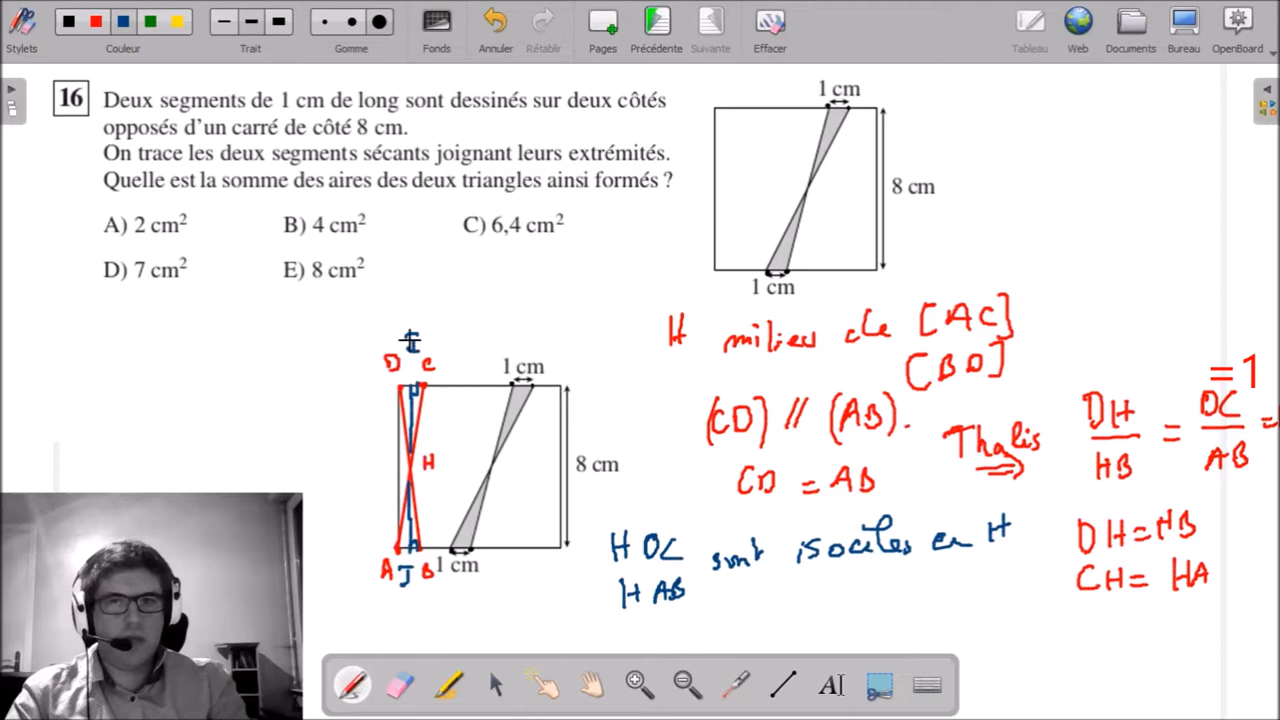 Stylets Couleur Trait Gomme Fonds Annuler Rétablir Pages Précédente Suivante Effacer Tableau Web Documents Bureau OpenBoard
16 Deux segments de 1 cm de long sont dessinés sur deux côtés
opposés d'un carré de côté 8 cm.
On trace les deux segments sécants joignant leurs extrémités.
Quelle est la somme des aires des deux triangles ainsi formés ?
A) 2 cm² B) 4 cm² C) 6,4 cm²
D) 7 cm² E) 8 cm²
1 cm
8 cm
1 cm
I
D C 1 cm
H
8 cm
A J B 1 cm
H milieu de [AC]
[BD]
(CD) // (AB).
CD = AB
Thalès
DH/HB = DC/AB =
=1
DH = HB
CH = HA
HDC sont isocèles en H
HAB
AI